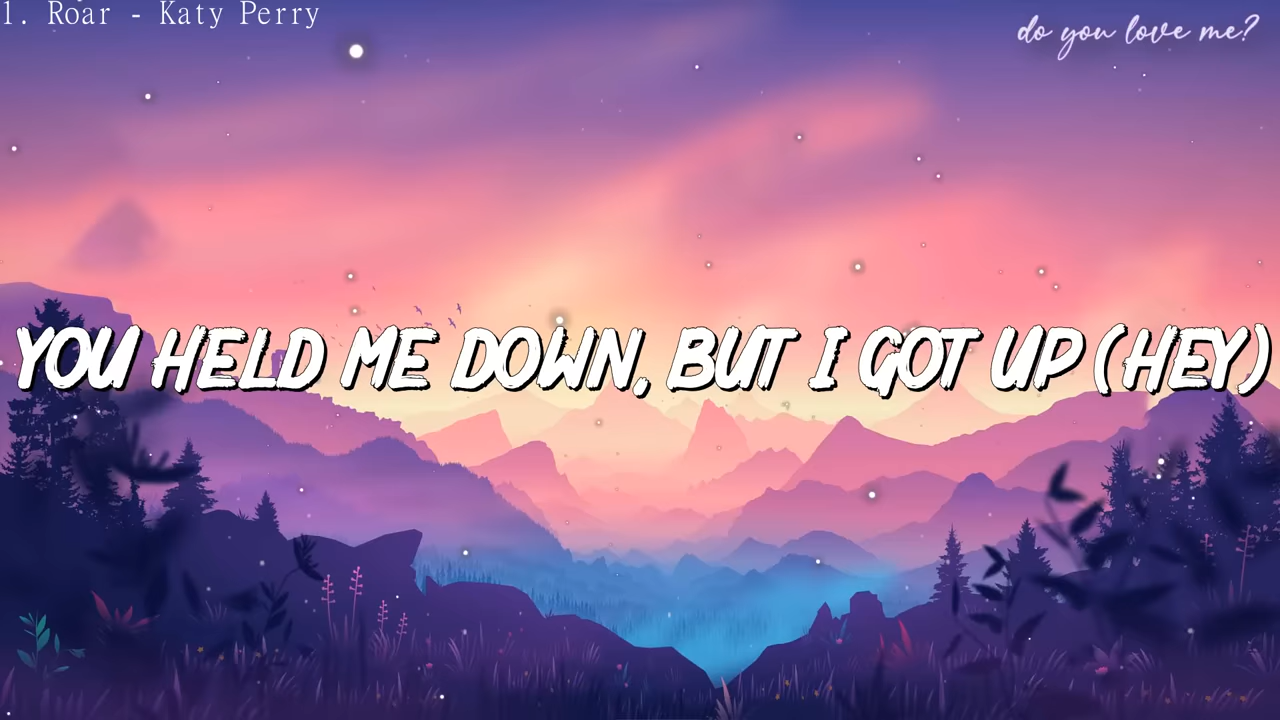 1. Roar - Katy Perry
do you love me?
YOU HELD ME DOWN, BUT I GOT UP (HEY)